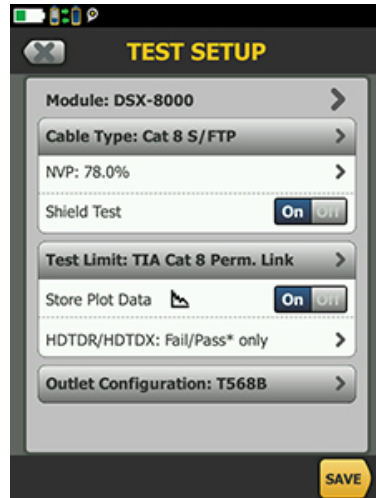 TEST SETUP
Module: DSX-8000
Cable Type: Cat 8 S/FTP
NVP: 78.0%
Shield Test On Off
Test Limit: TIA Cat 8 Perm. Link
Store Plot Data On Off
HDTDR/HDTDX: Fail/Pass* only
Outlet Configuration: T568B
SAVE